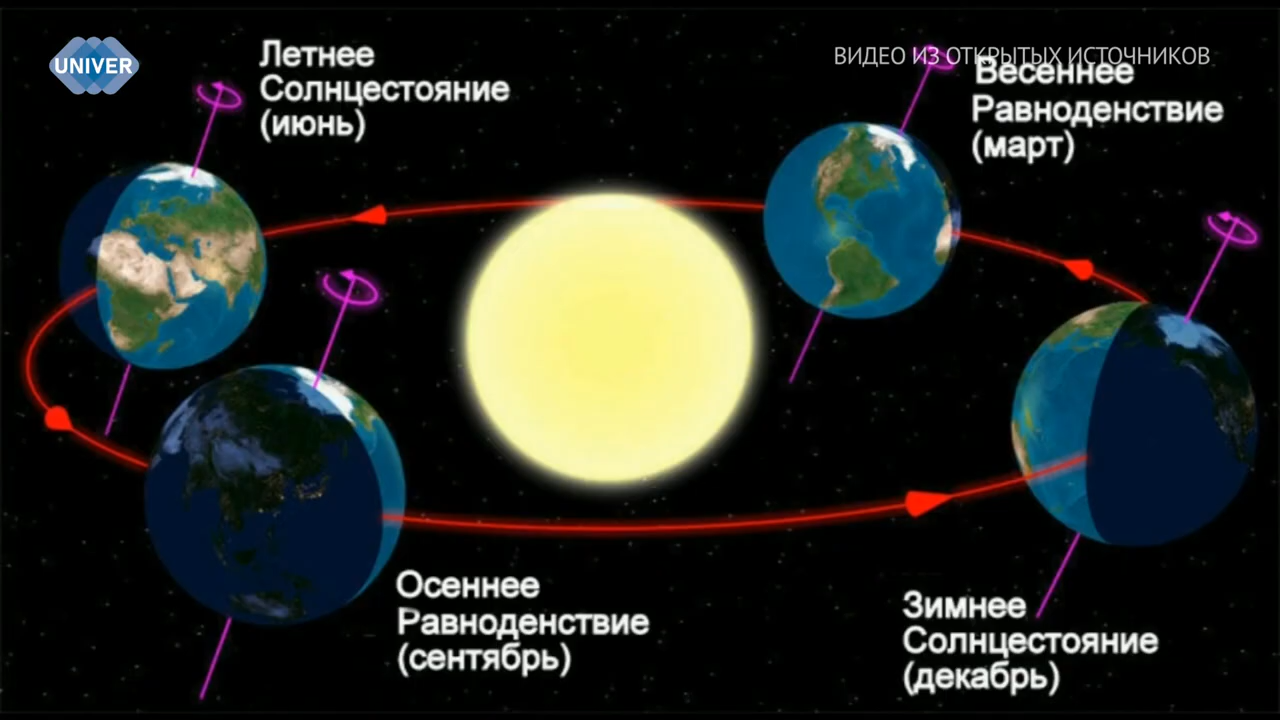 UNIVER
ВИДЕО ИЗ ОТКРЫТЫХ ИСТОЧНИКОВ
Летнее
Солнцестояние
(июнь)
Весеннее
Равноденствие
(март)
Осеннее
Равноденствие
(сентябрь)
Зимнее
Солнцестояние
(декабрь)